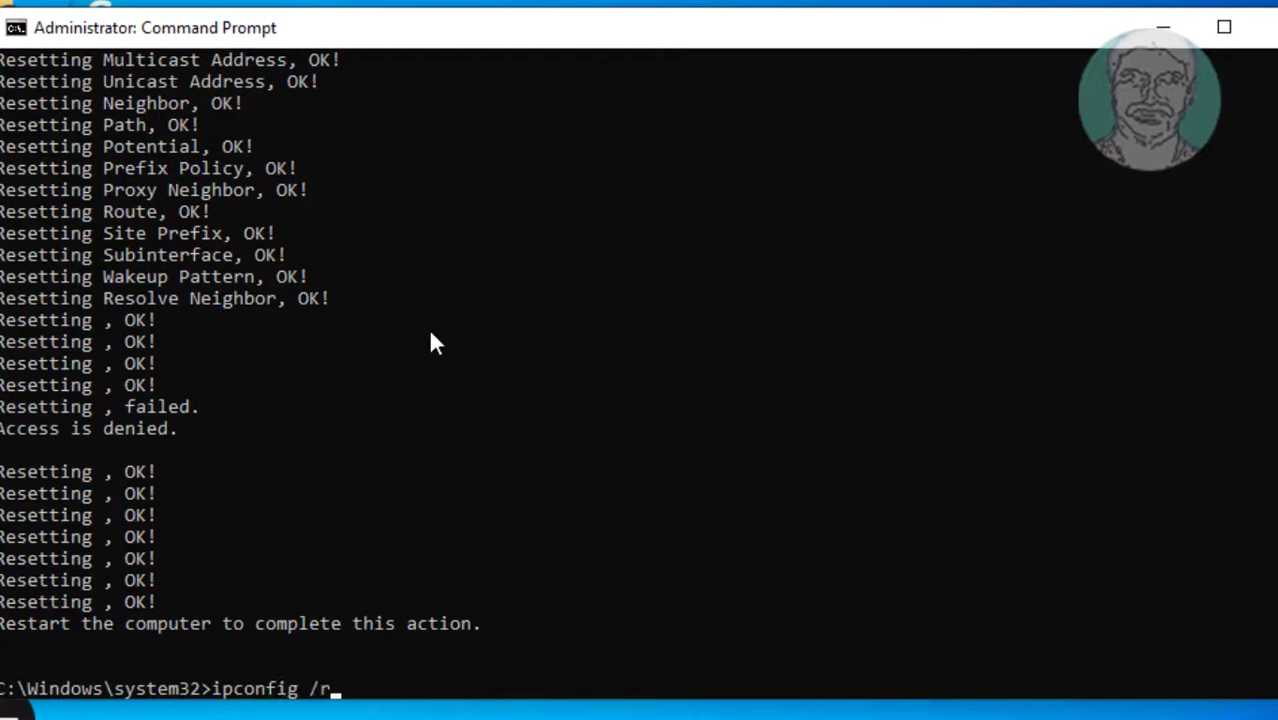 Administrator: Command Prompt
Resetting Multicast Address, OK!
Resetting Unicast Address, OK!
Resetting Neighbor, OK!
Resetting Path, OK!
Resetting Potential, OK!
Resetting Prefix Policy, OK!
Resetting Proxy Neighbor, OK!
Resetting Route, OK!
Resetting Site Prefix, OK!
Resetting Subinterface, OK!
Resetting Wakeup Pattern, OK!
Resetting Resolve Neighbor, OK!
Resetting , OK!
Resetting , OK!
Resetting , OK!
Resetting , OK!
Resetting , failed.
Access is denied.
Resetting , OK!
Resetting , OK!
Resetting , OK!
Resetting , OK!
Resetting , OK!
Resetting , OK!
Resetting , OK!
Restart the computer to complete this action.
C:\Windows\system32>ipconfig /r